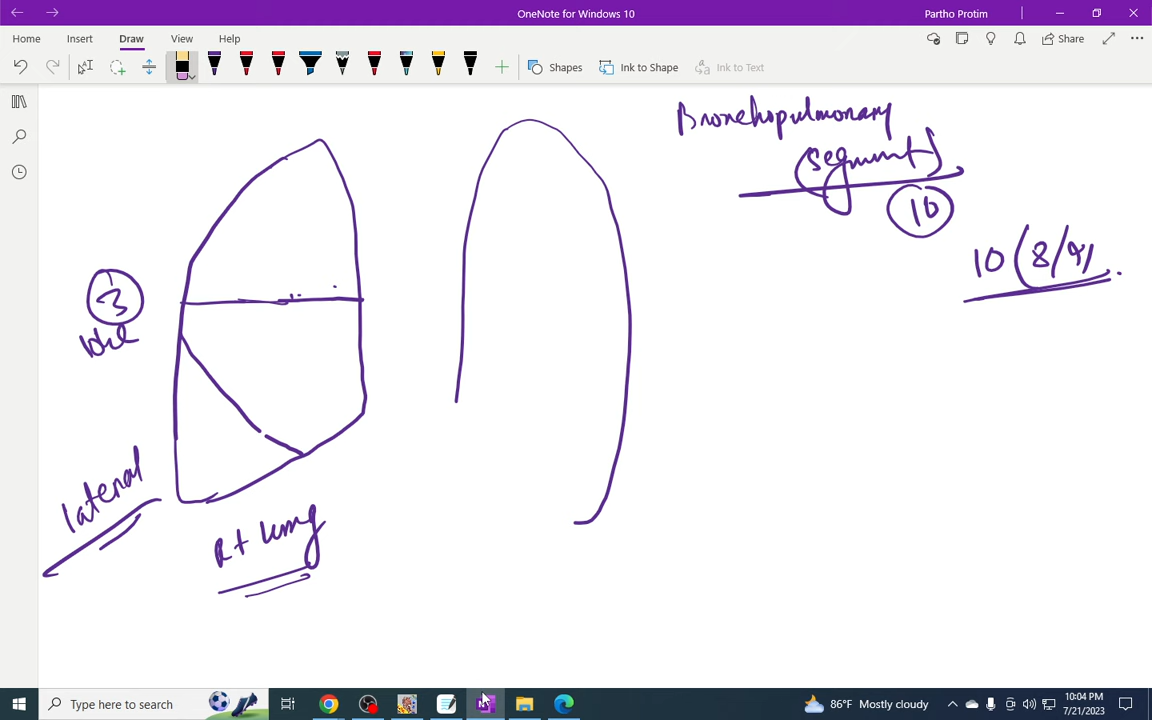 OneNote for Windows 10
Partho Protim
Home Insert Draw View Help
Share
Shapes
Ink to Shape
Ink to Text
Bronchopulmonary
(segment)
10
10 (8/9)
3
lobe
lateral
Rt lung
Type here to search
86°F Mostly cloudy
10:04 PM
7/21/2023